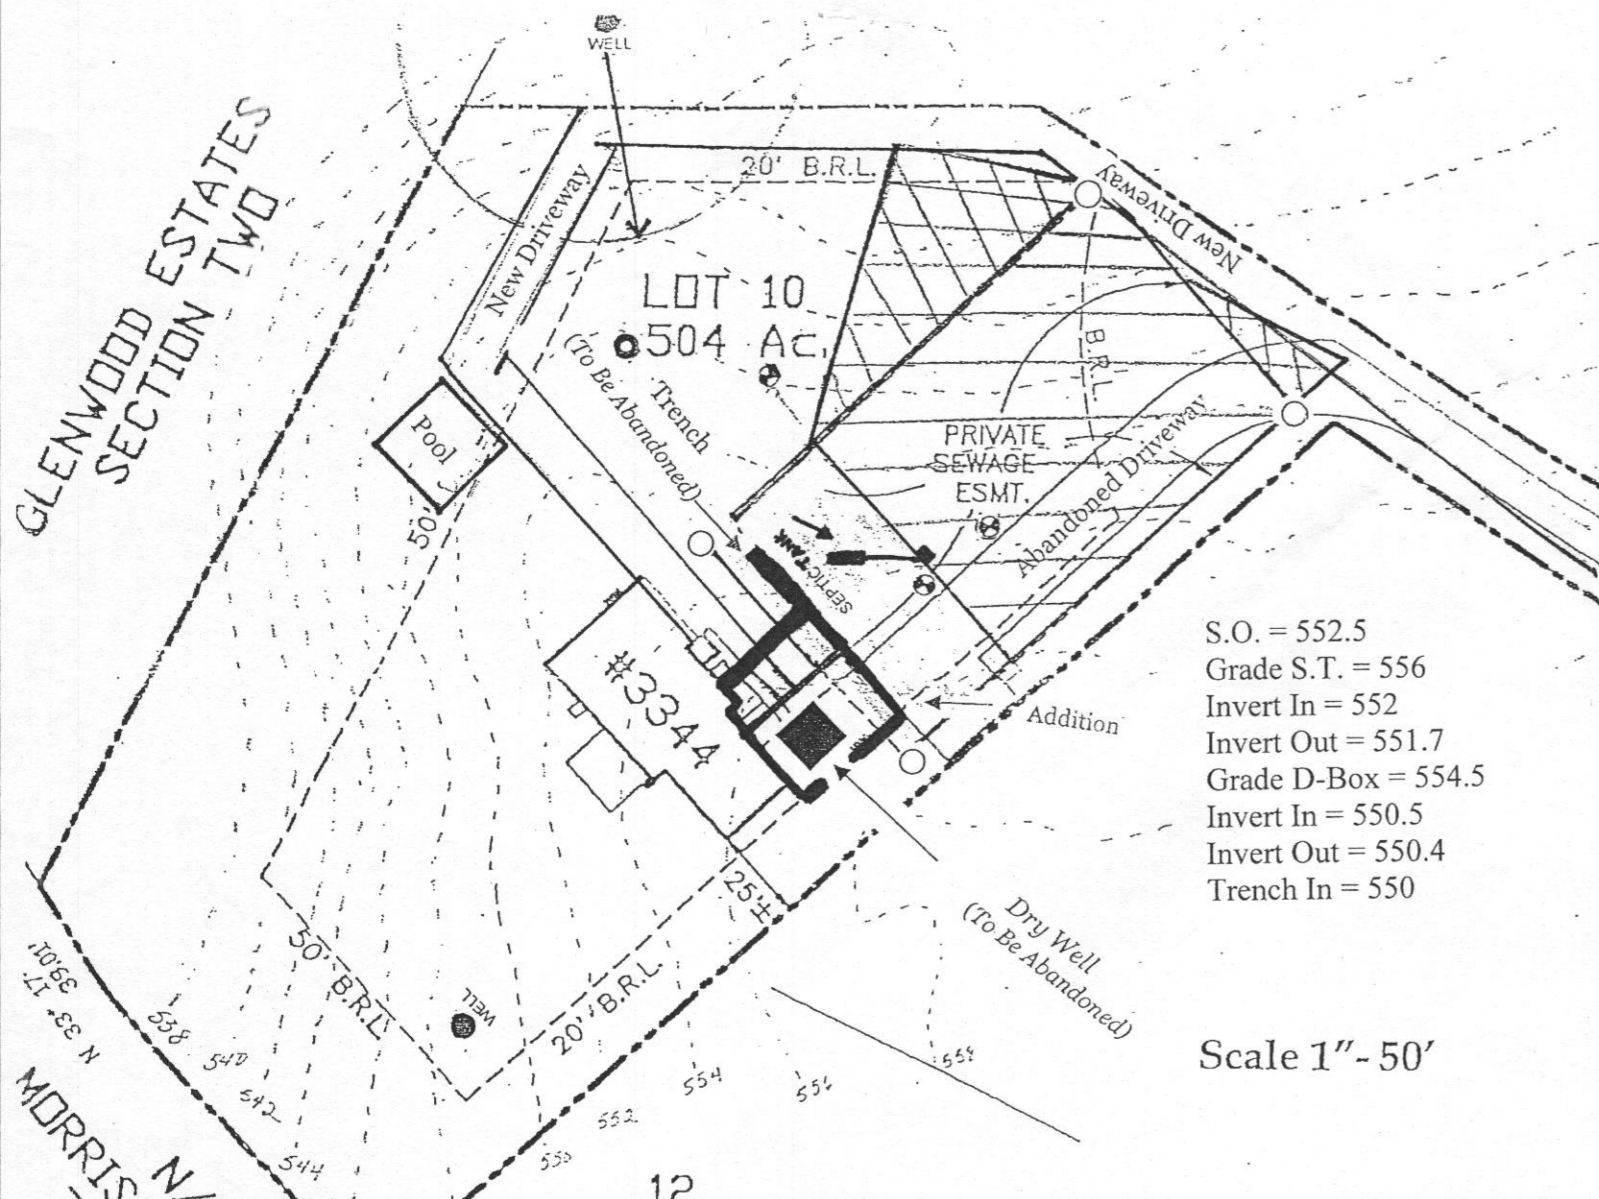 WELL
GLENWOOD ESTATES
SECTION TWO
New Driveway
20' B.R.L.
New Driveway
LOT 10
504 Ac.
(To Be Abandoned)
Trench
B.R.L.
Pool
50'
PRIVATE
SEWAGE
ESMT.
Abandoned Driveway
SEPTIC TANK
#3344
Addition
S.O. = 552.5
Grade S.T. = 556
Invert In = 552
Invert Out = 551.7
Grade D-Box = 554.5
Invert In = 550.5
Invert Out = 550.4
Trench In = 550
25'±
Dry Well
(To Be Abandoned)
50' B.R.L.
WELL
20' B.R.L.
Scale 1"- 50'
39.01'
N 33° 17'
538
540
542
544
550
552
554
556
558
MORRIS
N/
12